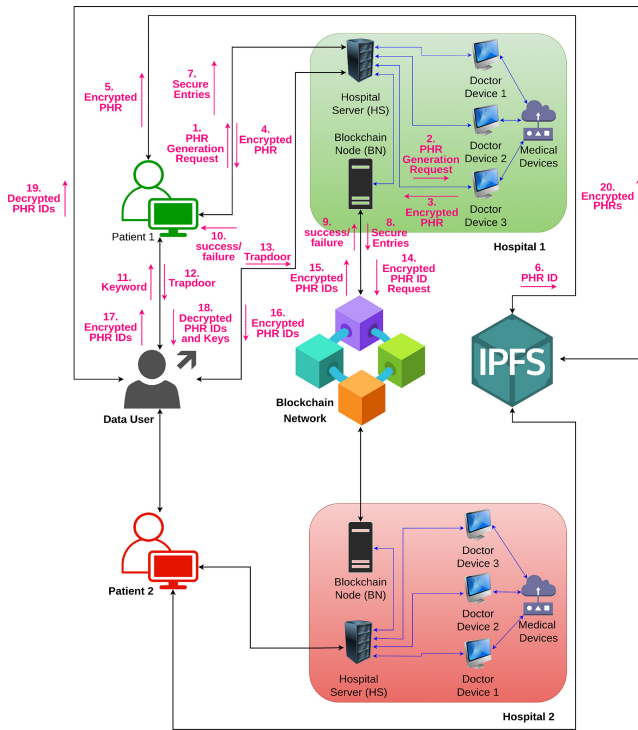 5.
Encrypted
PHR
7.
Secure
Entries
1.
PHR
Generation
Request
4.
Encrypted
PHR
Hospital
Server (HS)
Doctor
Device 1
Blockchain
Node (BN)
2.
PHR
Generation
Request
Doctor
Device 2
Medical
Devices
3.
Encrypted
PHR
Doctor
Device 3
Hospital 1
19.
Decrypted
PHR IDs
20.
Encrypted
PHRs
Patient 1
10.
success/
failure
13.
Trapdoor
9.
success/
failure
8.
Secure
Entries
11.
Keyword
12.
Trapdoor
15.
Encrypted
PHR IDs
14.
Encrypted
PHR ID
Request
6.
PHR ID
17.
Encrypted
PHR IDs
18.
Decrypted
PHR IDs
and Keys
16.
Encrypted
PHR IDs
IPFS
Data User
Blockchain
Network
Patient 2
Blockchain
Node (BN)
Doctor
Device 3
Doctor
Device 2
Medical
Devices
Hospital
Server (HS)
Doctor
Device 1
Hospital 2